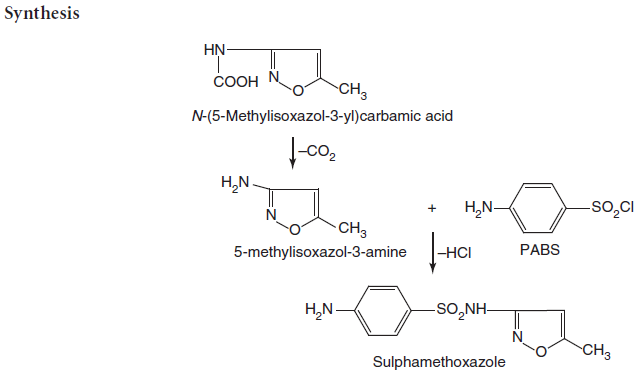 Synthesis
HN
COOH N
O CH₃
N-(5-Methylisoxazol-3-yl)carbamic acid
–CO₂
H₂N
N
O CH₃
+ H₂N SO₂Cl
5-methylisoxazol-3-amine –HCl PABS
H₂N SO₂NH
N
O CH₃
Sulphamethoxazole